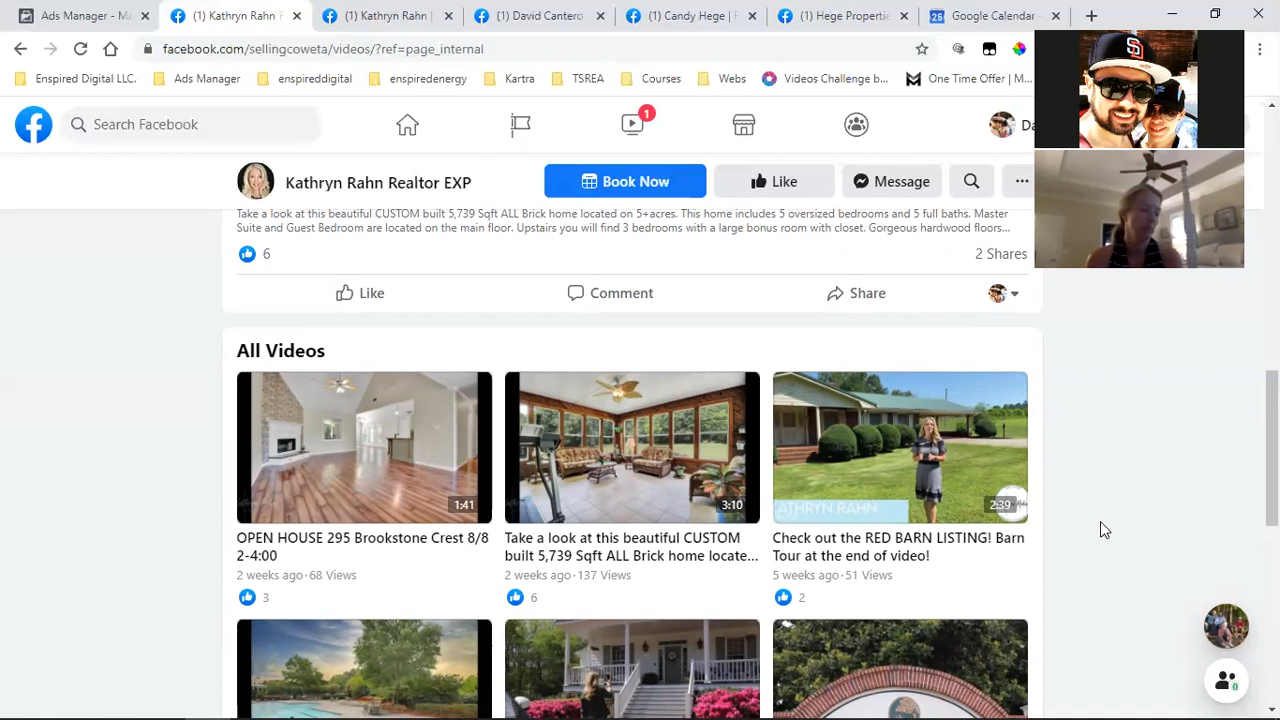 Ads Manager - Ma
(1) Kathryn Rahn R
(1) Kathryn Rahn |
(1) David Cantero
(1) Candy Hege | F
(1) Hege Propertie
Google Calendar -
facebook.com/sellingcoweta/videos/?ref=page_internal
Enspired Digital LLC.
Ads Manager
enspireddigital
Kartra
TSREA
Courses
Webs
Videos Challenge b...
One Time Offer | M...
Search Facebook
1
Da
Kathryn Rahn Realtor EXP
Book Now
Like
Message
Take a look at this beautiful CUSTOM built 5,739 Sqft ALL Brick home located on 5+acres. This home includes 5 oversized bedrooms and 5 full baths. Master
Suite and Guest Bedroom are located on the main floor. Upstairs you will find 3 bedrooms with a large bonus room with closet. Gorgeous hardwood floors...
6
2 Shares
Like
Comment
Share
All Videos
1:41
3:10
ATHRYN RAHN
2:39
OPEN HOUSE 295 Brookstone Crest 8/8
2-4:00
2 weeks ago·68 Views
3
Take a look at this beautiful CUSTOM
built 5,739 Sqft ALL Brick home locate...
2 weeks ago·137 Views
6
Check out the RED BARN LISTING! Barn
Tour at the end of video!
5 weeks ago·51 Views
2
0